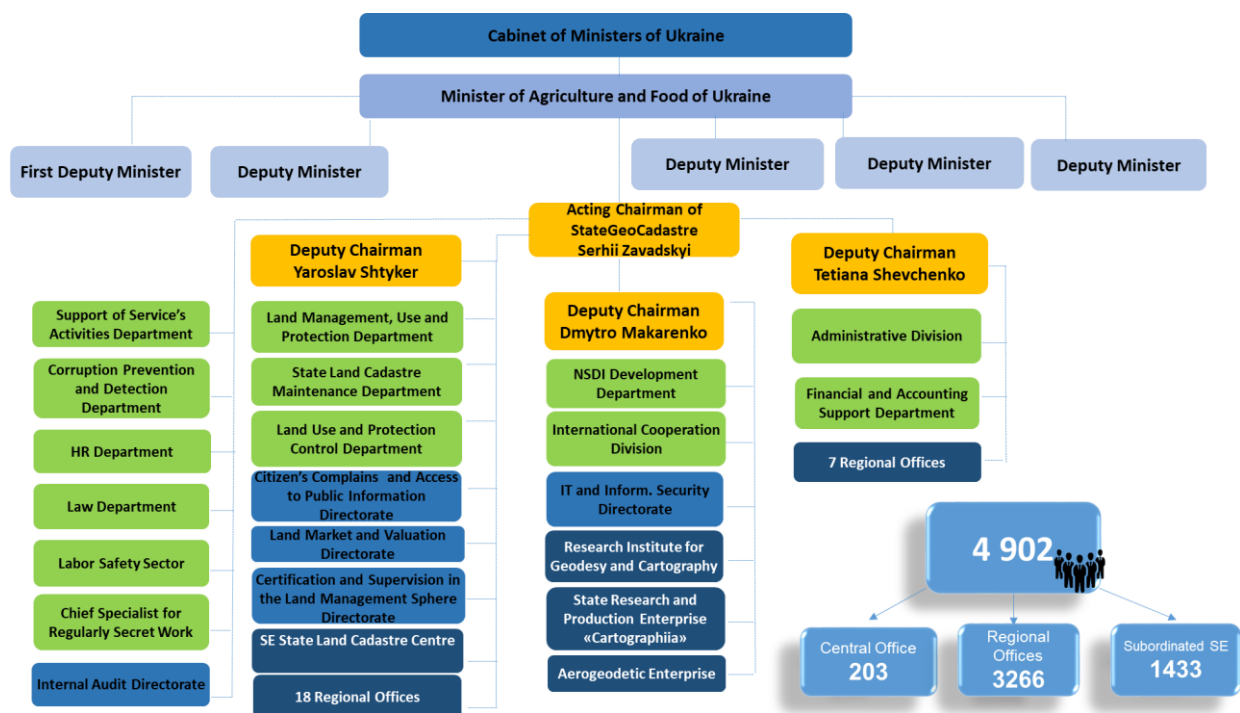 Cabinet of Ministers of Ukraine
Minister of Agriculture and Food of Ukraine
First Deputy Minister
Deputy Minister
Deputy Minister
Deputy Minister
Deputy Minister
Acting Chairman of
StateGeoCadastre
Serhii Zavadskyi
Deputy Chairman
Yaroslav Shtyker
Deputy Chairman
Tetiana Shevchenko
Deputy Chairman
Dmytro Makarenko
Support of Service's
Activities Department
Corruption Prevention
and Detection
Department
HR Department
Law Department
Labor Safety Sector
Chief Specialist for
Regularly Secret Work
Internal Audit Directorate
Land Management, Use and
Protection Department
State Land Cadastre
Maintenance Department
Land Use and Protection
Control Department
Citizen's Complains and Access
to Public Information
Directorate
Land Market and Valuation
Directorate
Certification and Supervision in
the Land Management Sphere
Directorate
SE State Land Cadastre Centre
18 Regional Offices
NSDI Development
Department
International Cooperation
Division
IT and Inform. Security
Directorate
Research Institute for
Geodesy and Cartography
State Research and
Production Enterprise
«Cartographiia»
Aerogeodetic Enterprise
Administrative Division
Financial and Accounting
Support Department
7 Regional Offices
4 902
Central Office
203
Regional
Offices
3266
Subordinated SE
1433